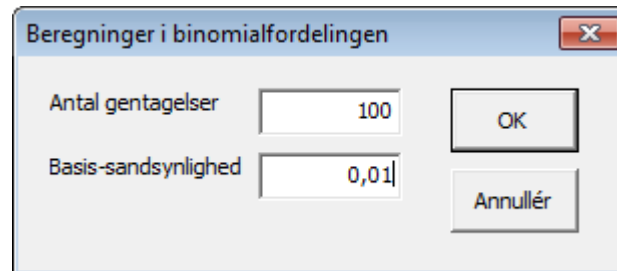 Beregninger i binomialfordelingen
Antal gentagelser 100 OK
Basis-sandsynlighed 0,01
Annullér